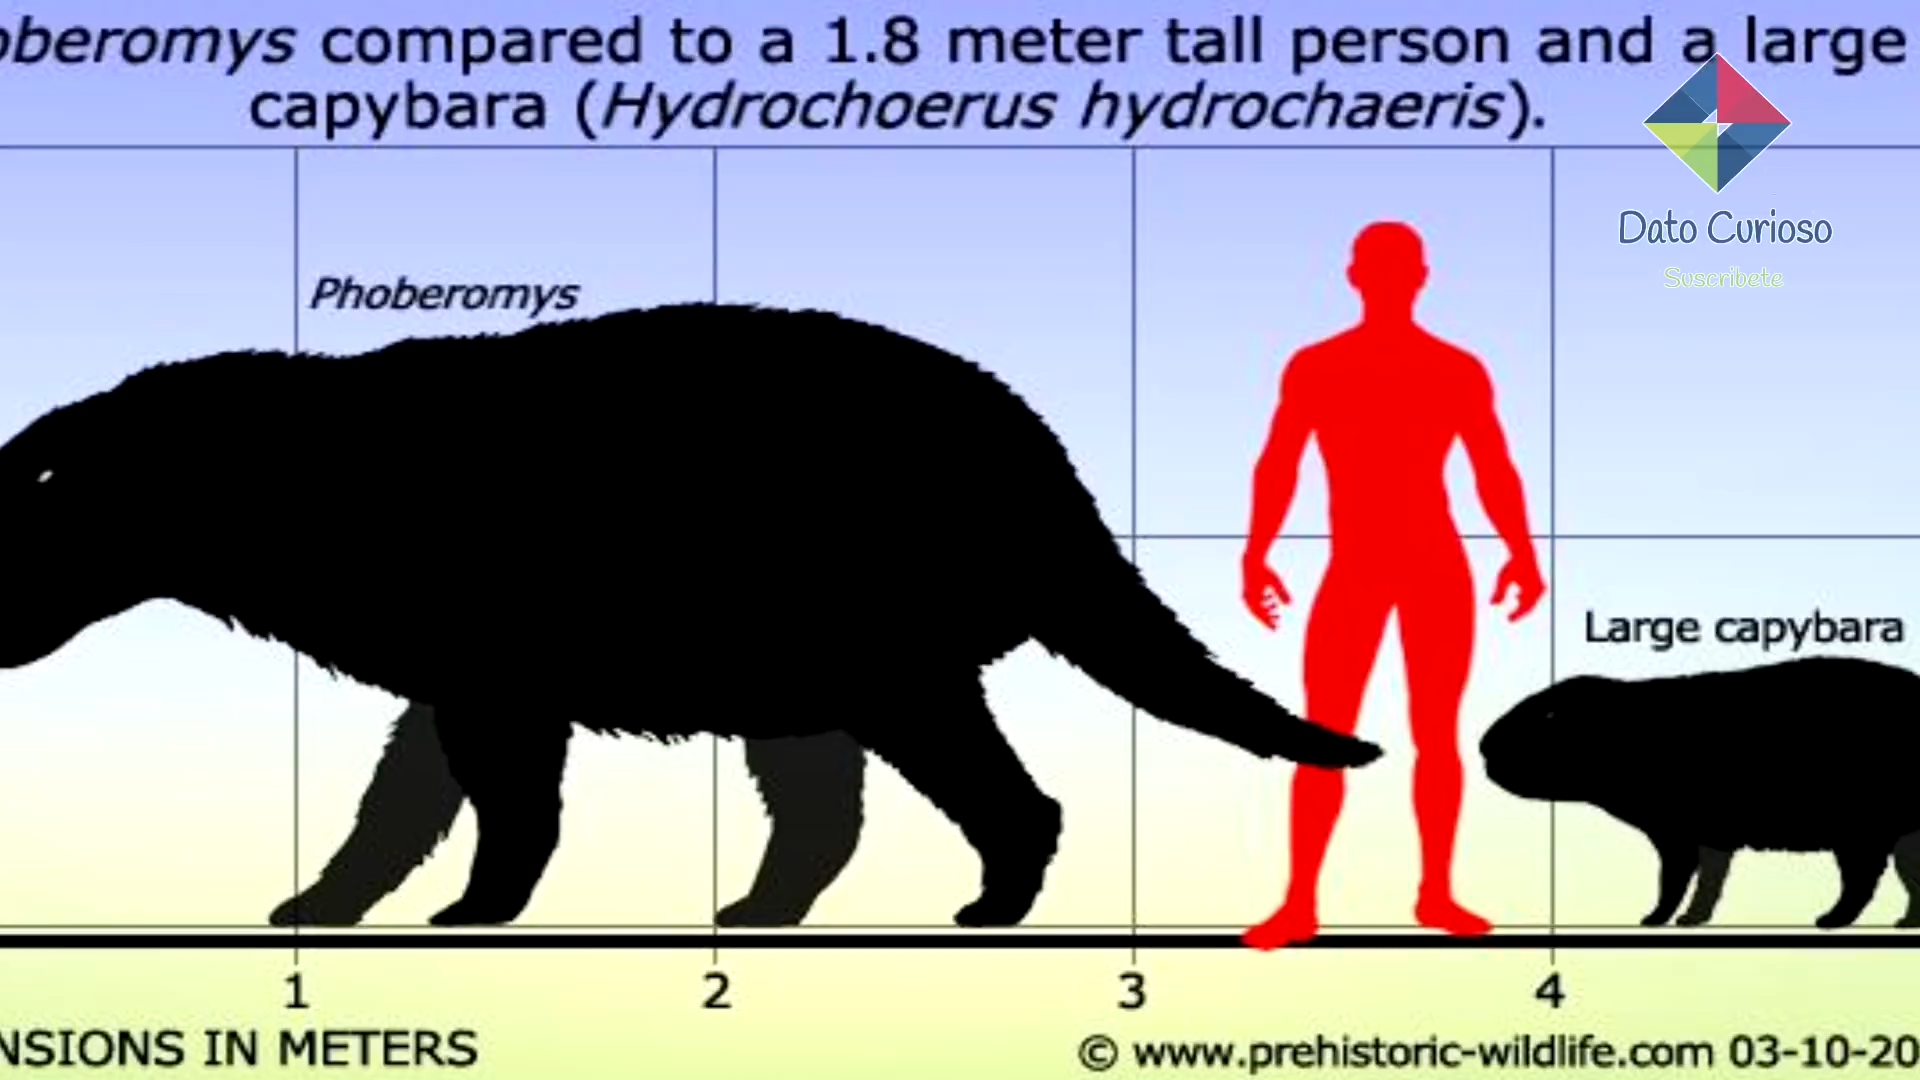 oberomys compared to a 1.8 meter tall person and a large
capybara (Hydrochoerus hydrochaeris).
Dato Curioso
Suscribete
Phoberomys
Large capybara
1 2 3 4
NSIONS IN METERS
© www.prehistoric-wildlife.com 03-10-20